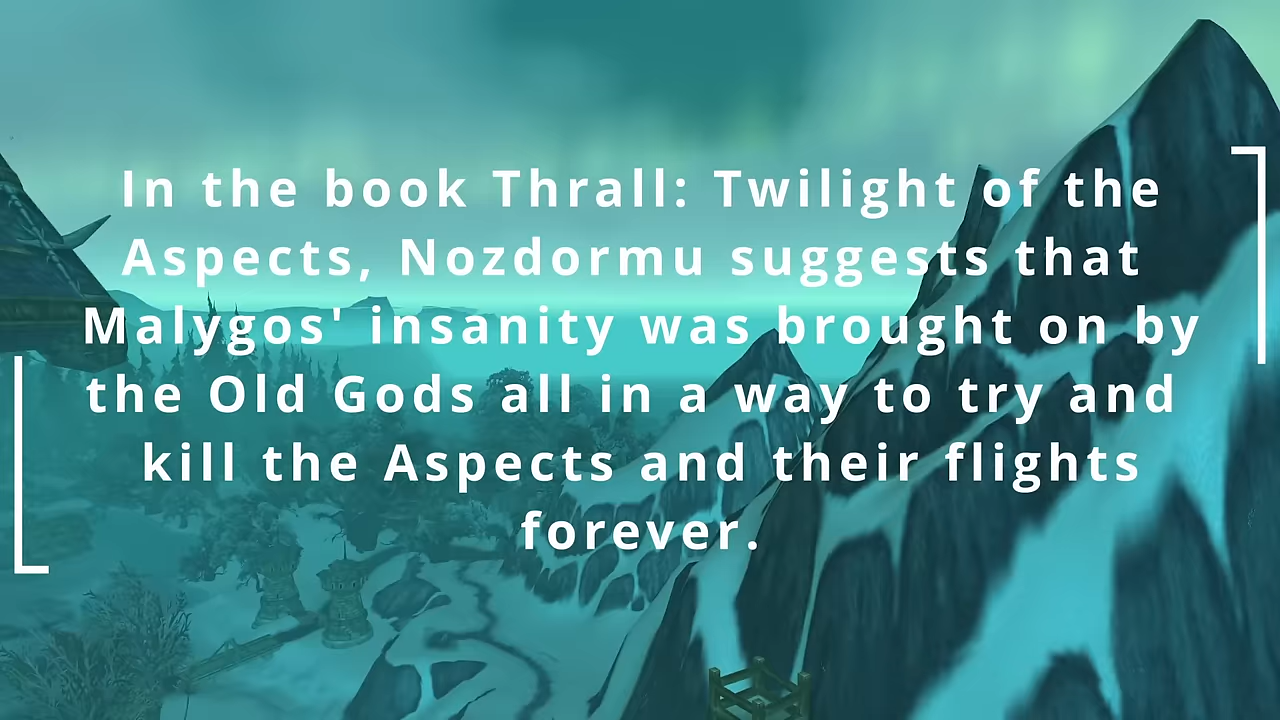 In the book Thrall: Twilight of the
Aspects, Nozdormu suggests that
Malygos' insanity was brought on by
the Old Gods all in a way to try and
kill the Aspects and their flights
forever.